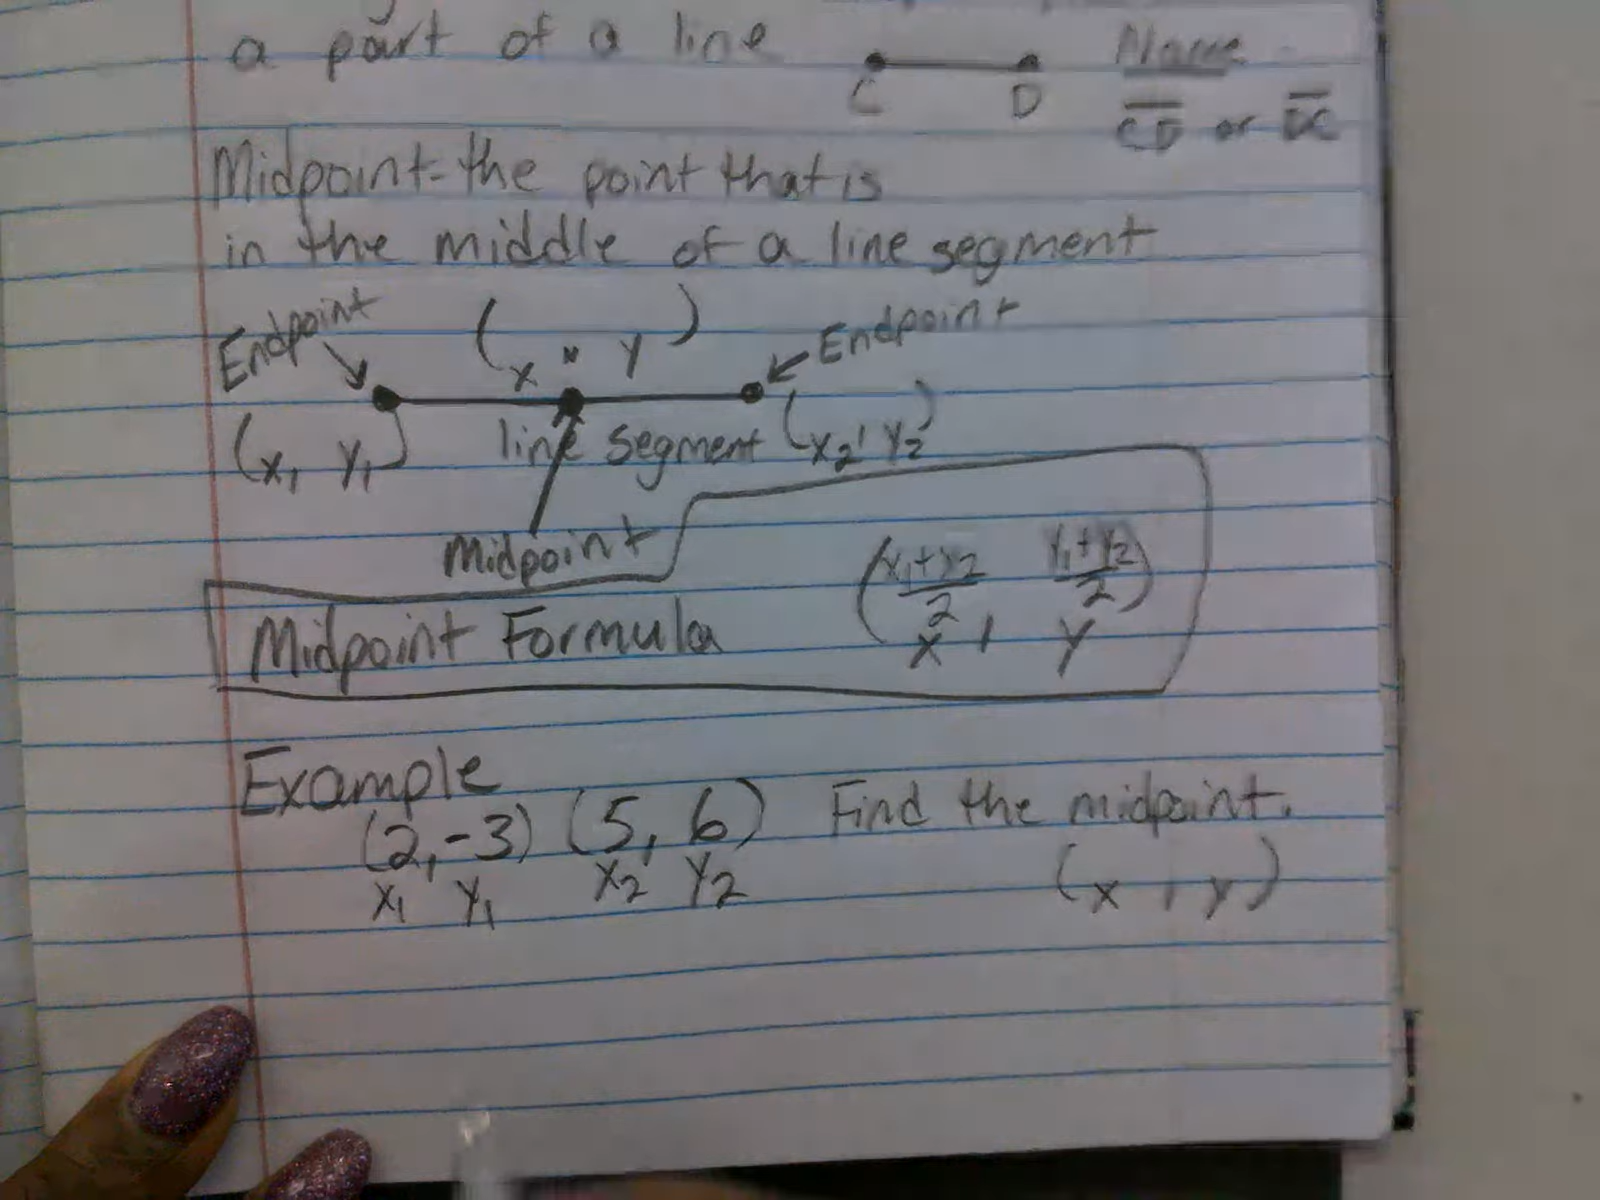 a part of a line
C D
Name
CD or DC
Midpoint- the point that is
in the middle of a line segment
Endpoint ( x , y ) Endpoint
(x1 y1) line segment (x2, y2)
Midpoint
Midpoint Formula (x1+x2/2, y1+y2/2)
x , y
Example
(2,-3) (5, 6) Find the midpoint.
x1 y1 x2 y2 ( x , y )